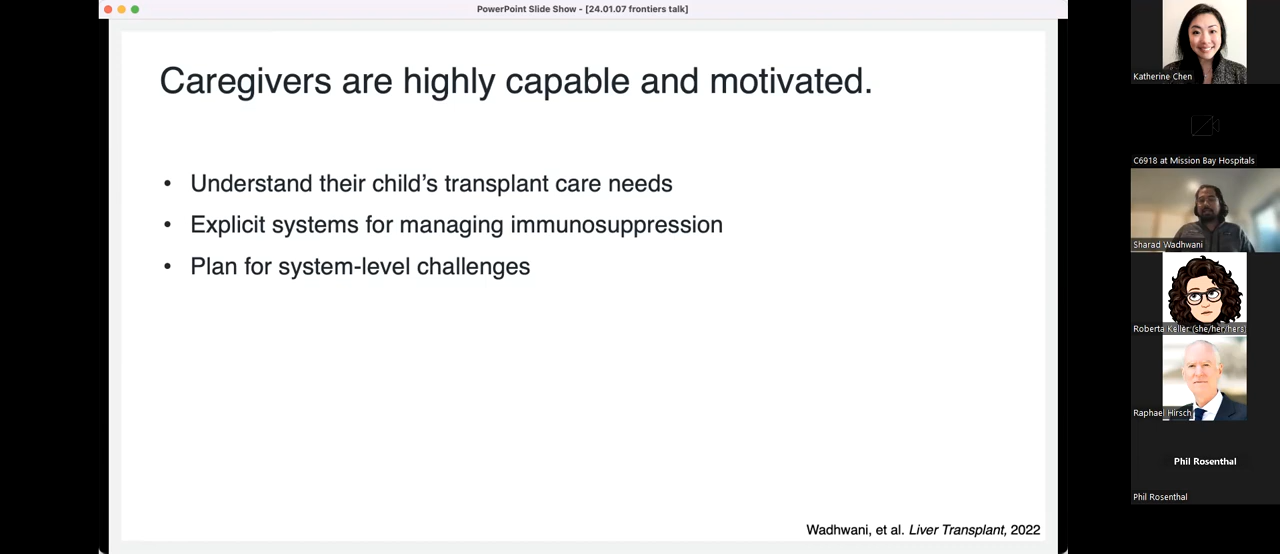 PowerPoint Slide Show - [24.01.07 frontiers talk]
Caregivers are highly capable and motivated.
• Understand their child’s transplant care needs
• Explicit systems for managing immunosuppression
• Plan for system-level challenges
Wadhwani, et al. Liver Transplant, 2022
Katherine Chen
C6918 at Mission Bay Hospitals
Sharad Wadhwani
Roberta Keller (she/her/hers)
Raphael Hirsch
Phil Rosenthal
Phil Rosenthal